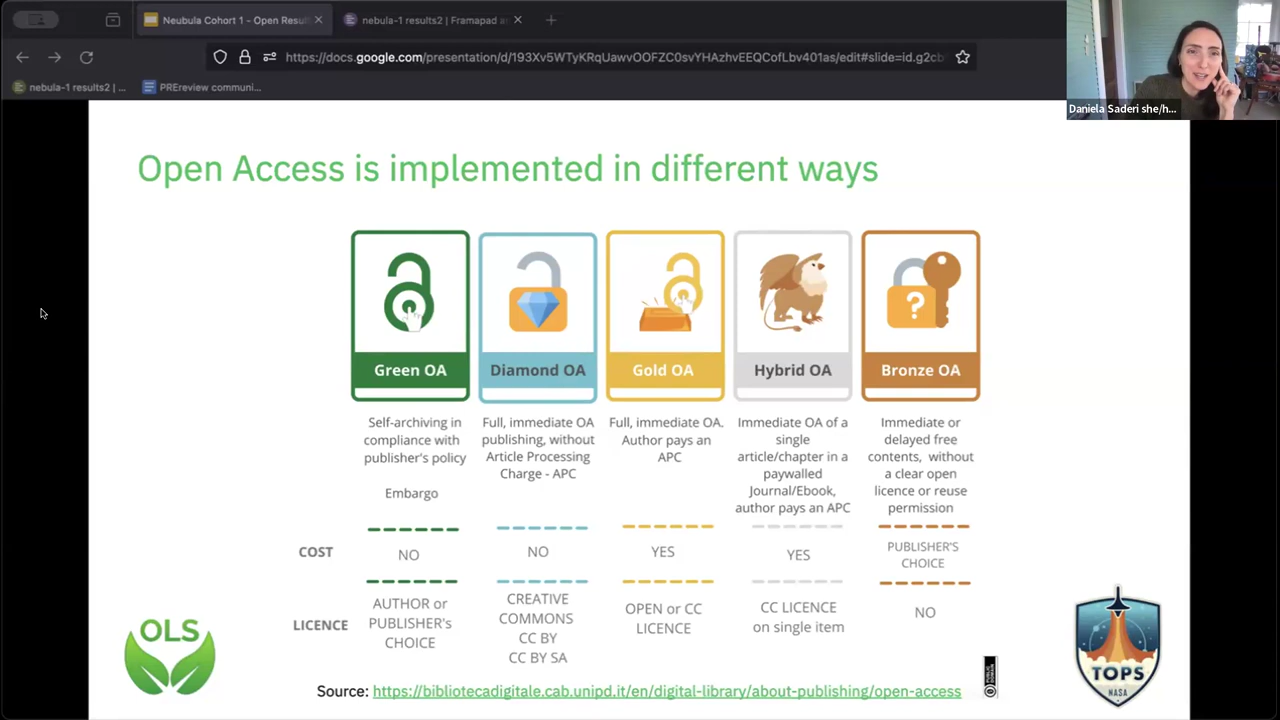 Neubula Cohort 1 - Open Resul
nebula-1 results2 | Framapad
https://docs.google.com/presentation/d/193Xv5WTyKRqUawvOOFZC0svYHAzhvEEQCofLbv401as/edit#slide=id.g2cb
nebula-1 results2 | ...
PREreview communi...
Daniela Saderi she/h...
Open Access is implemented in different ways
Green OA
Diamond OA
Gold OA
Hybrid OA
Bronze OA
Self-archiving in
compliance with
publisher's policy
Embargo
Full, immediate OA
publishing, without
Article Processing
Charge - APC
Full, immediate OA.
Author pays an
APC
Immediate OA of a
single
article/chapter in a
paywalled
Journal/Ebook,
author pays an APC
Immediate or
delayed free
contents, without
a clear open
licence or reuse
permission
COST
NO
NO
YES
YES
PUBLISHER'S
CHOICE
LICENCE
AUTHOR or
PUBLISHER's
CHOICE
CREATIVE
COMMONS
CC BY
CC BY SA
OPEN or CC
LICENCE
CC LICENCE
on single item
NO
OLS
TOPS
NASA
Source: https://bibliotecadigitale.cab.unipd.it/en/digital-library/about-publishing/open-access